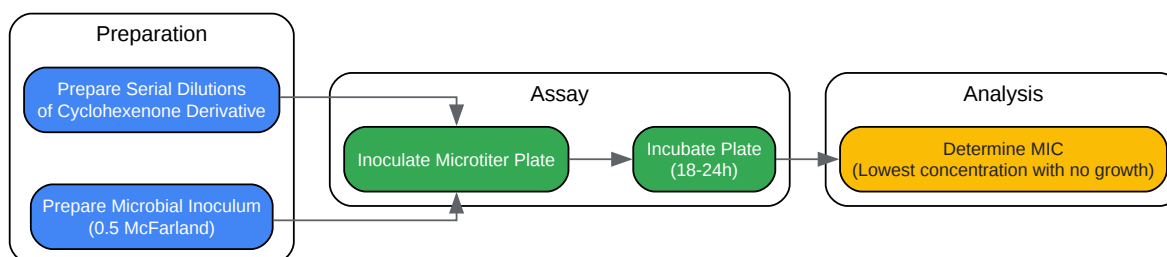 Preparation
Prepare Serial Dilutions
of Cyclohexenone Derivative
Prepare Microbial Inoculum
(0.5 McFarland)
Assay
Inoculate Microtiter Plate
Incubate Plate
(18-24h)
Analysis
Determine MIC
(Lowest concentration with no growth)